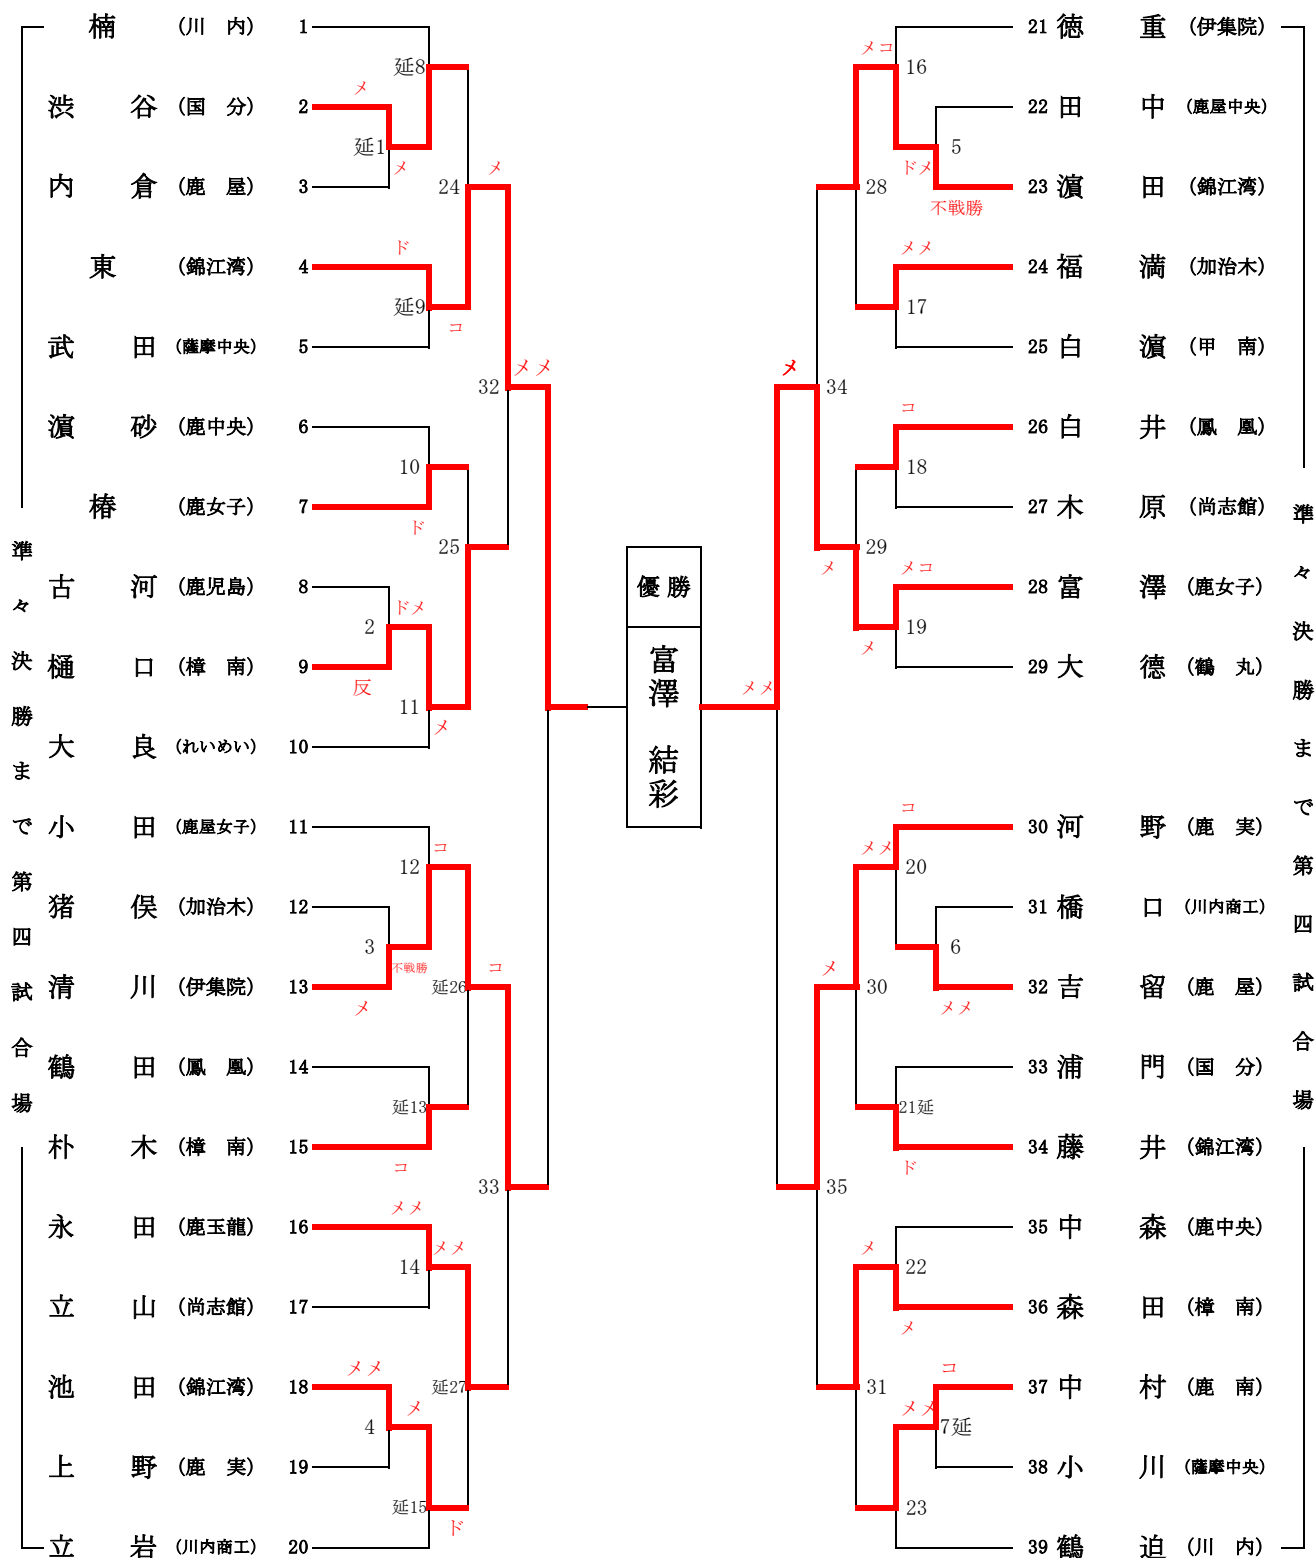 楠 (川 内) 1
延8
メ
渋 谷 (国 分) 2
延1
メ
内 倉 (鹿 屋) 3
24
メ
東 (錦江湾) 4
ド
延9
コ
武 田 (薩摩中央) 5
32
メメ
濵 砂 (鹿中央) 6
10
椿 (鹿女子) 7
ド
25
古 河 (鹿児島) 8
2
ドメ
樋 口 (樟 南) 9
反
11
メ
大 良 (れいめい) 10
小 田 (鹿屋女子) 11
12
コ
猪 俣 (加治木) 12
3
不戦勝
清 川 (伊集院) 13
メ
延26
コ
鶴 田 (鳳 凰) 14
延13
朴 木 (樟 南) 15
コ
33
永 田 (鹿玉龍) 16
メメ
14
メメ
立 山 (尚志館) 17
池 田 (錦江湾) 18
メメ
延27
4
メ
上 野 (鹿 実) 19
延15
ド
立 岩 (川内商工) 20
準々決勝まで第四試合場
優勝
富澤 結彩
メメ
21 徳 重 (伊集院)
メコ
16
22 田 中 (鹿屋中央)
5
ドメ
23 濵 田 (錦江湾)
不戦勝
28
24 福 満 (加治木)
メメ
17
25 白 濵 (甲 南)
メ
34
26 白 井 (鳳 凰)
コ
18
27 木 原 (尚志館)
29
メ
28 富 澤 (鹿女子)
メコ
19
メ
29 大 德 (鶴 丸)
30 河 野 (鹿 実)
コ
メメ
20
31 橋 口 (川内商工)
6
32 吉 留 (鹿 屋)
メメ
メ
30
33 浦 門 (国 分)
21延
34 藤 井 (錦江湾)
ド
35
35 中 森 (鹿中央)
メ
22
36 森 田 (樟 南)
メ
31
37 中 村 (鹿 南)
コ
メメ
7延
38 小 川 (薩摩中央)
23
39 鶴 迫 (川 内)
準々決勝まで第四試合場